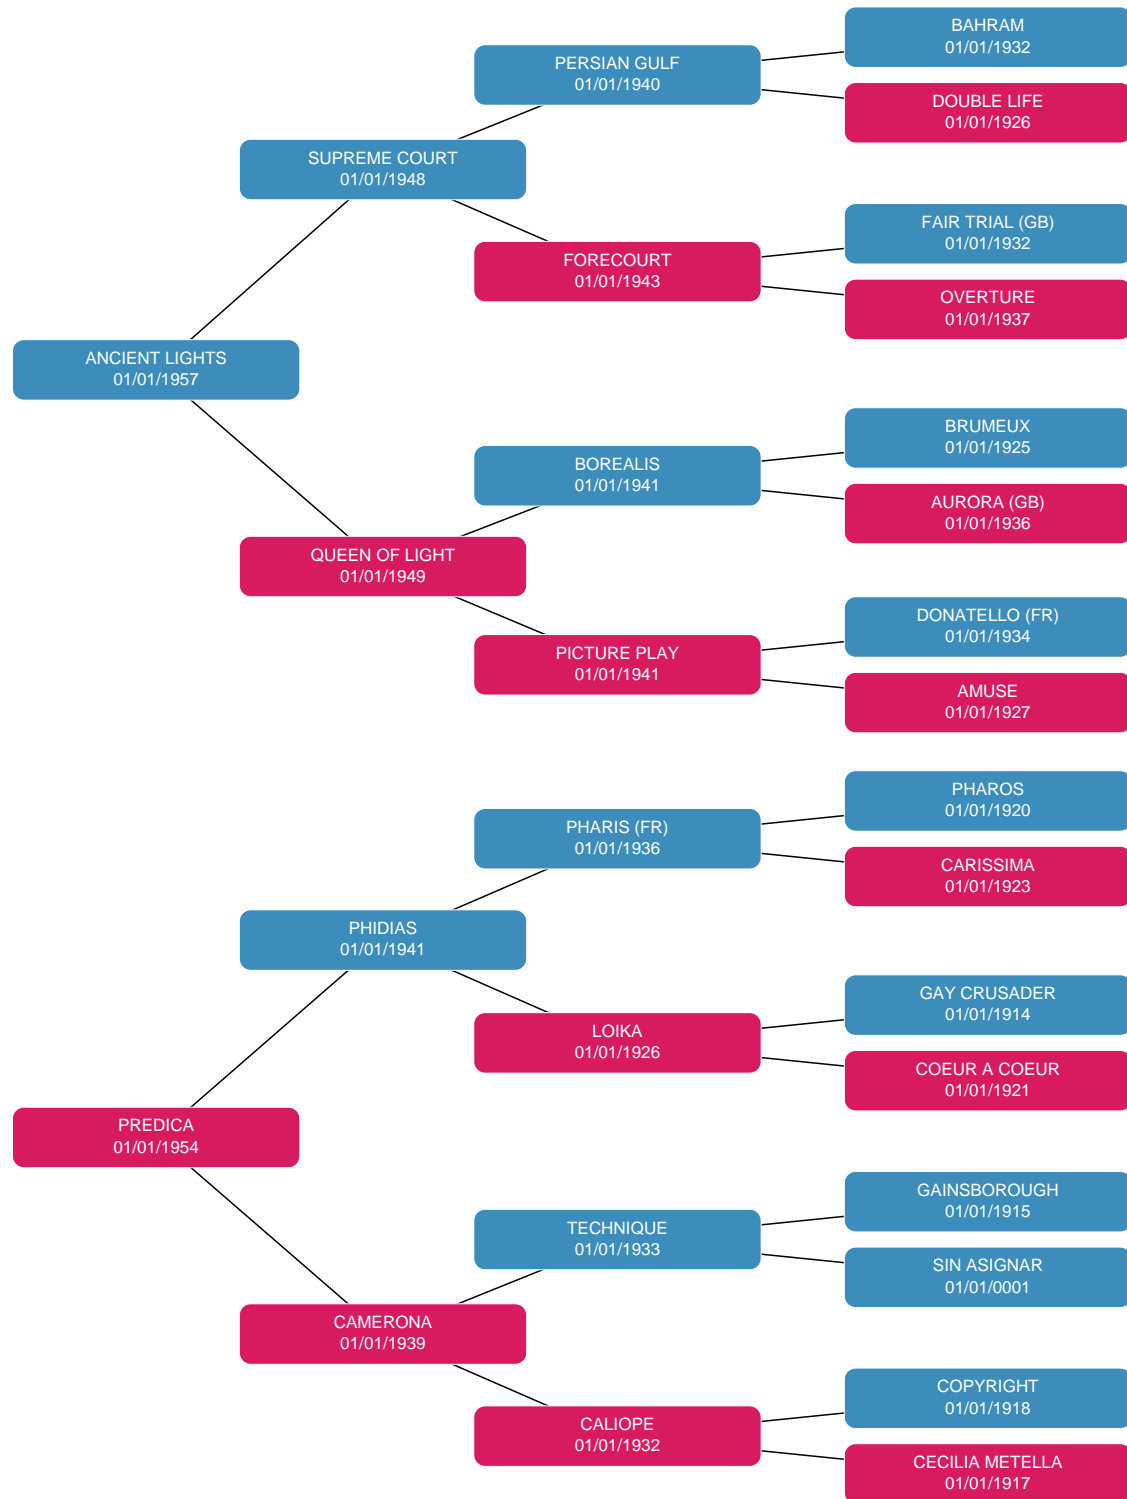 BAHRAM
01/01/1932
PERSIAN GULF
01/01/1940
DOUBLE LIFE
01/01/1926
SUPREME COURT
01/01/1948
FAIR TRIAL (GB)
01/01/1932
FORECOURT
01/01/1943
OVERTURE
01/01/1937
ANCIENT LIGHTS
01/01/1957
BRUMEUX
01/01/1925
BOREALIS
01/01/1941
AURORA (GB)
01/01/1936
QUEEN OF LIGHT
01/01/1949
DONATELLO (FR)
01/01/1934
PICTURE PLAY
01/01/1941
AMUSE
01/01/1927
PHAROS
01/01/1920
PHARIS (FR)
01/01/1936
CARISSIMA
01/01/1923
PHIDIAS
01/01/1941
GAY CRUSADER
01/01/1914
LOIKA
01/01/1926
COEUR A COEUR
01/01/1921
PREDICA
01/01/1954
GAINSBOROUGH
01/01/1915
TECHNIQUE
01/01/1933
SIN ASIGNAR
01/01/0001
CAMERONA
01/01/1939
COPYRIGHT
01/01/1918
CALIOPE
01/01/1932
CECILIA METELLA
01/01/1917